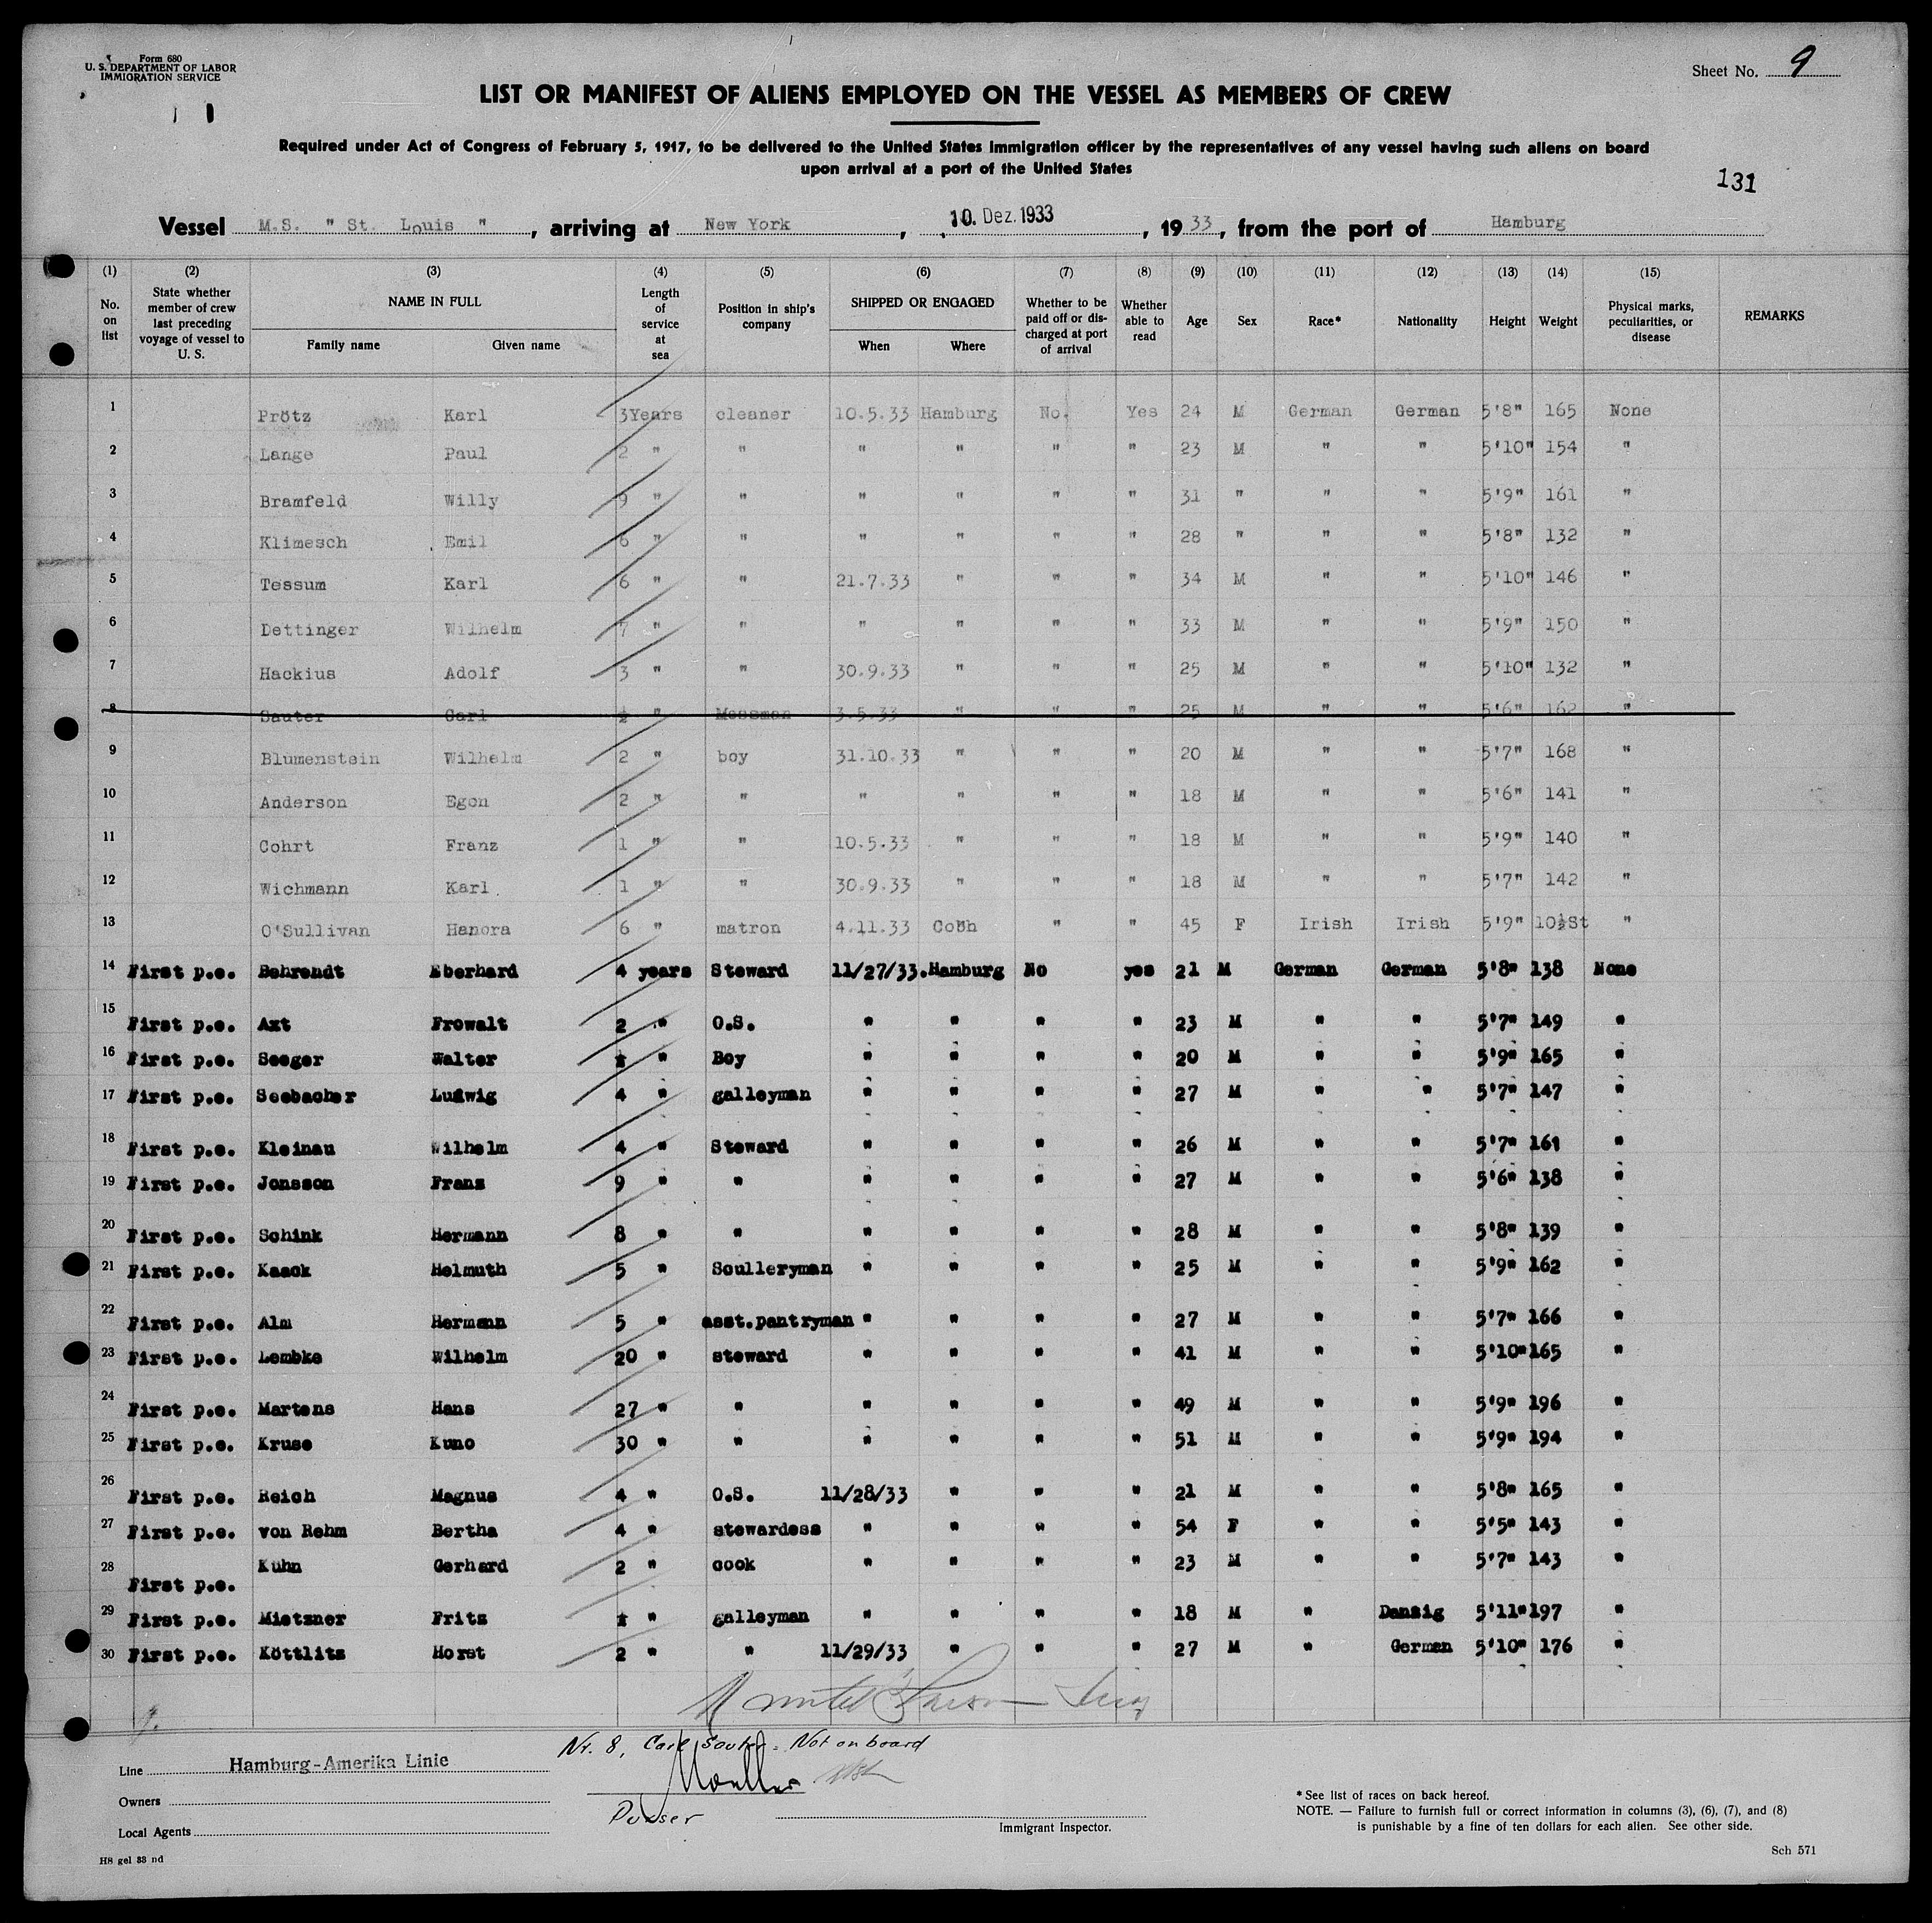 Form 680
U. S. DEPARTMENT OF LABOR
IMMIGRATION SERVICE
Sheet No. 9
LIST OR MANIFEST OF ALIENS EMPLOYED ON THE VESSEL AS MEMBERS OF CREW
Required under Act of Congress of February 5, 1917, to be delivered to the United States immigration officer by the representatives of any vessel having such aliens on board
upon arrival at a port of the United States
131
Vessel M.S. " St. Louis " , arriving at New York , 10. Dez. 1933 , 19 33 , from the port of Hamburg
(1) (2) (3) (4) (5) (6) (7) (8) (9) (10) (11) (12) (13) (14) (15)
No. on list State whether member of crew last preceding voyage of vessel to U. S. NAME IN FULL Family name Given name Length of service at sea Position in ship's company SHIPPED OR ENGAGED When Where Whether to be paid off or discharged at port of arrival Whether able to read Age Sex Race* Nationality Height Weight Physical marks, peculiarities, or disease REMARKS
1 Prötz Karl 3Years cleaner 10.5.33 Hamburg No. Yes 24 M German German 5'8" 165 None
2 Lange Paul 2 " " " " " " 23 M " " 5'10" 154 "
3 Bramfeld Willy 9 " " " " " " 31 " " " 5'9" 161 "
4 Klimesch Emil 6 " " " " " " 28 " " " 5'8" 132 "
5 Tessum Karl 6 " " 21.7.33 " " " 34 M " " 5'10" 146 "
6 Dettinger Wilhelm 7 " " " " " " 33 M " " 5'9" 150 "
7 Hackius Adolf 3 " " 30.9.33 " " " 25 M " " 5'10" 132 "
8 Sauter Carl ½ " Messman 3.5.33 " " " 25 M " " 5'6" 162 "
9 Blumenstein Wilhelm 2 " boy 31.10.33 " " " 20 M " " 5'7" 168 "
10 Anderson Egon 2 " " " " " " 18 M " " 5'6" 141 "
11 Cohrt Franz 1 " " 10.5.33 " " " 18 M " " 5'9" 140 "
12 Wichmann Karl 1 " " 30.9.33 " " " 18 M " " 5'7" 142 "
13 O'Sullivan Hanora 6 " matron 4.11.33 Cobh " " 45 F Irish Irish 5'9" 10½St "
14 First p.e. Behrendt Eberhard 4 years Steward 11/27/33. Hamburg No yes 21 M German German 5'8" 138 None
15 First p.e. Axt Frowalt 2 " O.S. " " " " 23 M " " 5'7" 149 "
16 First p.e. Seeger Walter " Boy " " " " 20 M " " 5'9" 165 "
17 First p.e. Seebacher Ludwig 4 " galleyman " " " " 27 M " " 5'7" 147 "
18 First p.e. Kleinau Wilhelm 4 " Steward " " " " 26 M " " 5'7" 161 "
19 First p.e. Jonsson Franz 9 " " " " " " 27 M " " 5'6" 138 "
20 First p.e. Schink Hermann 8 " " " " " " 28 M " " 5'8" 139 "
21 First p.e. Kaack Helmuth 5 " Sculleryman " " " " 25 M " " 5'9" 162 "
22 First p.e. Alm Hermann 5 " asst.pantryman " " " " 27 M " " 5'7" 166 "
23 First p.e. Lembke Wilhelm 20 " steward " " " " 41 M " " 5'10" 165 "
24 First p.e. Martens Hans 27 " " " " " " 49 M " " 5'9" 196 "
25 First p.e. Kruse Kuno 30 " " " " " " 51 M " " 5'9" 194 "
26 First p.e. Reich Magnus 4 " O.S. 11/28/33 " " " 21 M " " 5'8" 165 "
27 First p.e. von Rehm Bertha 4 " stewardess " " " " 54 F " " 5'5" 143 "
28 First p.e. Kuhn Gerhard 2 " cook " " " " 23 M " " 5'7" 143 "
29 First p.e. Mietzner Fritz " galleyman " " " " 18 M " Danzig 5'11" 197 "
30 First p.e. Köttlitz Horst 2 " " 11/29/33 " " " 27 M " German 5'10" 176 "
Nr. 8, Carl Sauter. Not on board
Line Hamburg-Amerika Linie
Moeller
Owners
Purser
Local Agents
Immigrant Inspector.
* See list of races on back hereof.
NOTE. — Failure to furnish full or correct information in columns (3), (6), (7), and (8)
is punishable by a fine of ten dollars for each alien. See other side.
H8 gel 33 nd
Sch 571